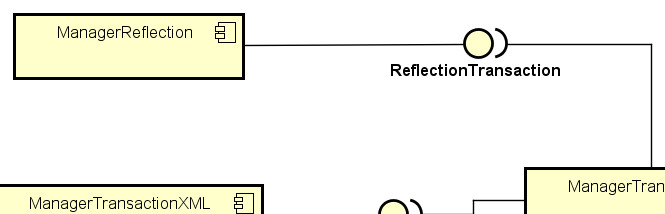 ManagerReflection
ReflectionTransaction
ManagerTransactionXML